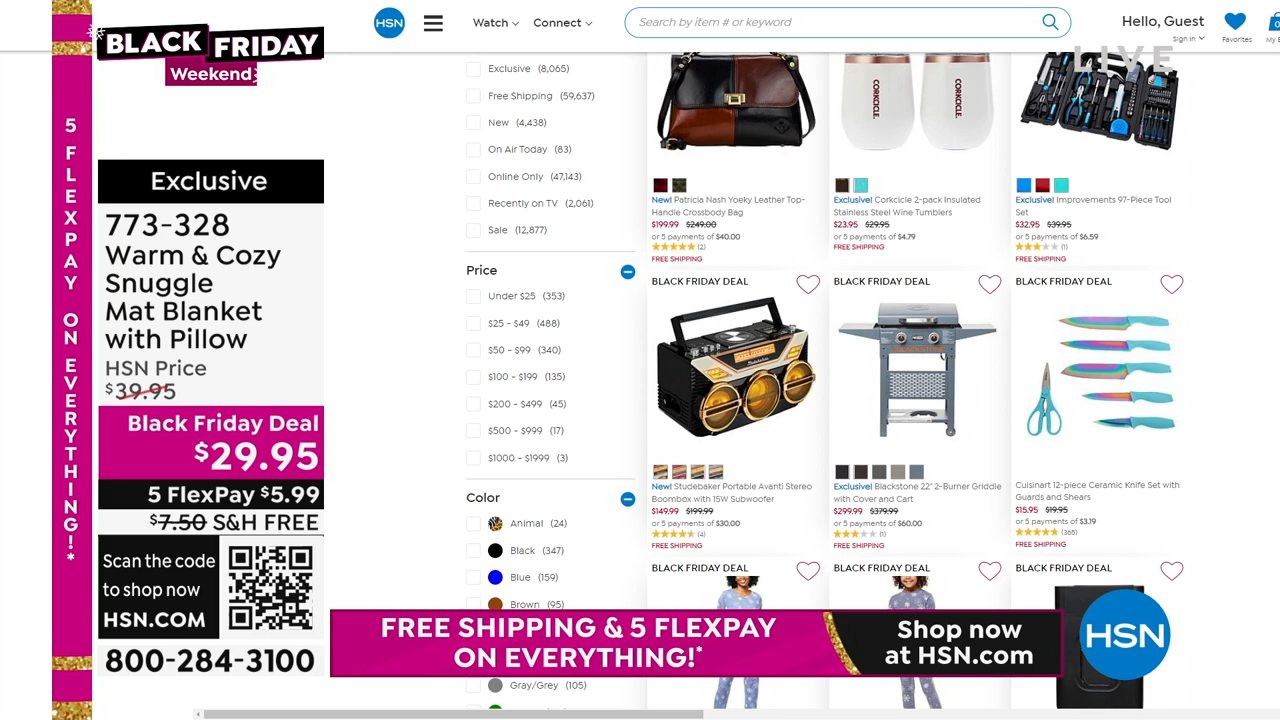 BLACK FRIDAY
Weekend
5 FLEXPAY ON EVERYTHING!*
Exclusive
773-328
Warm & Cozy
Snuggle
Mat Blanket
with Pillow
HSN Price
$39.95
Black Friday Deal
$29.95
5 FlexPay $5.99
$7.50 S&H FREE
Scan the code
to shop now
HSN.COM
800-284-3100
HSN
Watch
Connect
Search by item # or keyword
Hello, Guest
Sign In
Favorites
0
LIVE
Exclusive (8,065)
Free Shipping (59,637)
New (4,438)
On Air Today (83)
Online Only (47,143)
Recently on TV (2,061)
Sale (12,877)
Price
Under $25 (353)
$25 - $49 (488)
$50 - $99 (340)
$100 - $199 (135)
$200 - $499 (45)
$500 - $999 (17)
$1000 - $1999 (3)
Color
Animal (24)
Black (347)
Blue (159)
Brown (95)
Gray/Grey (105)
CORKCICLE.
CORKCICLE.
New! Patricia Nash Yoeky Leather Top-
Handle Crossbody Bag
$199.99 $249.00
or 5 payments of $40.00
(2)
FREE SHIPPING
Exclusive! Corkcicle 2-pack Insulated
Stainless Steel Wine Tumblers
$23.95 $29.95
or 5 payments of $4.79
FREE SHIPPING
Exclusive! Improvements 97-Piece Tool
Set
$32.95 $39.95
or 5 payments of $6.59
(1)
FREE SHIPPING
BLACK FRIDAY DEAL
New! Studebaker Portable Avanti Stereo
Boombox with 15W Subwoofer
$149.99 $199.99
or 5 payments of $30.00
(4)
FREE SHIPPING
BLACK FRIDAY DEAL
BLACKSTONE
Exclusive! Blackstone 22" 2-Burner Griddle
with Cover and Cart
$299.99 $379.99
or 5 payments of $60.00
(1)
FREE SHIPPING
BLACK FRIDAY DEAL
Cuisinart 12-piece Ceramic Knife Set with
Guards and Shears
$15.95 $19.95
or 5 payments of $3.19
(365)
FREE SHIPPING
BLACK FRIDAY DEAL
BLACK FRIDAY DEAL
BLACK FRIDAY DEAL
FREE SHIPPING & 5 FLEXPAY
ON EVERYTHING!*
Shop now
at HSN.com
HSN